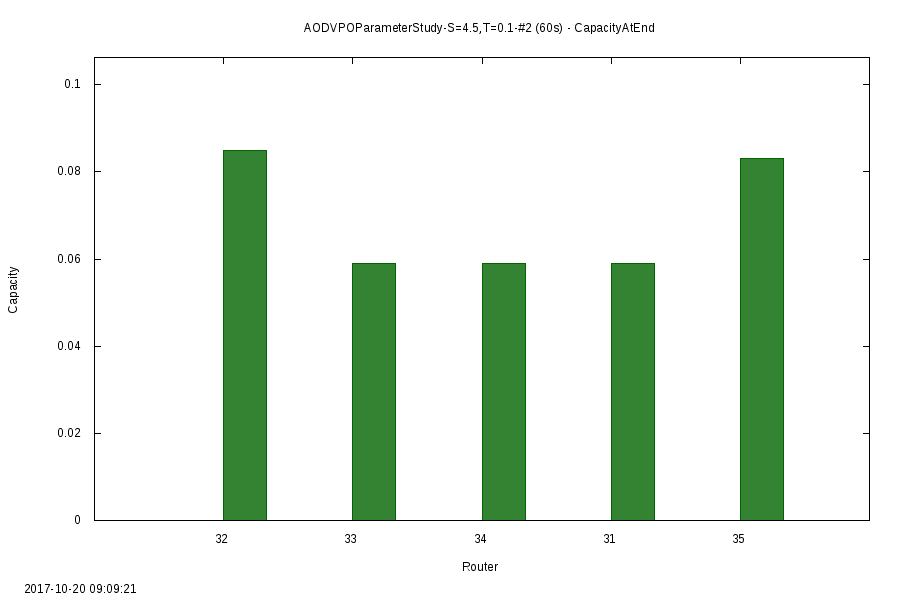 AODVPOParameterStudy-S=4.5,T=0.1-#2 (60s) - CapacityAtEnd
0.1
0.08
0.06
0.04
0.02
0
Capacity
32 33 34 31 35
Router
2017-10-20 09:09:21